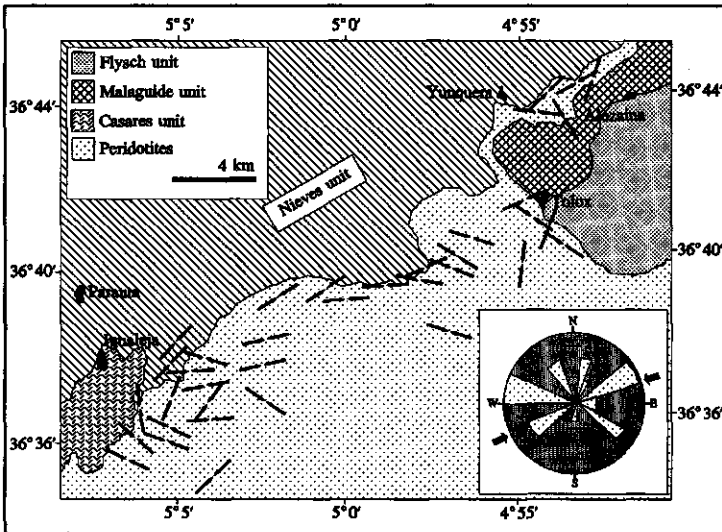 5°5'
5°0'
4°55'
Flysch unit
Malaguide unit
Casares unit
Peridotites
4 km
36°44'
36°44'
Yunquera
Alozaina
Nieves unit
Tolox
36°40'
36°40'
Parauta
Igualeja
N
W
E
S
36°36'
36°35'
5°5'
5°0'
4°55'